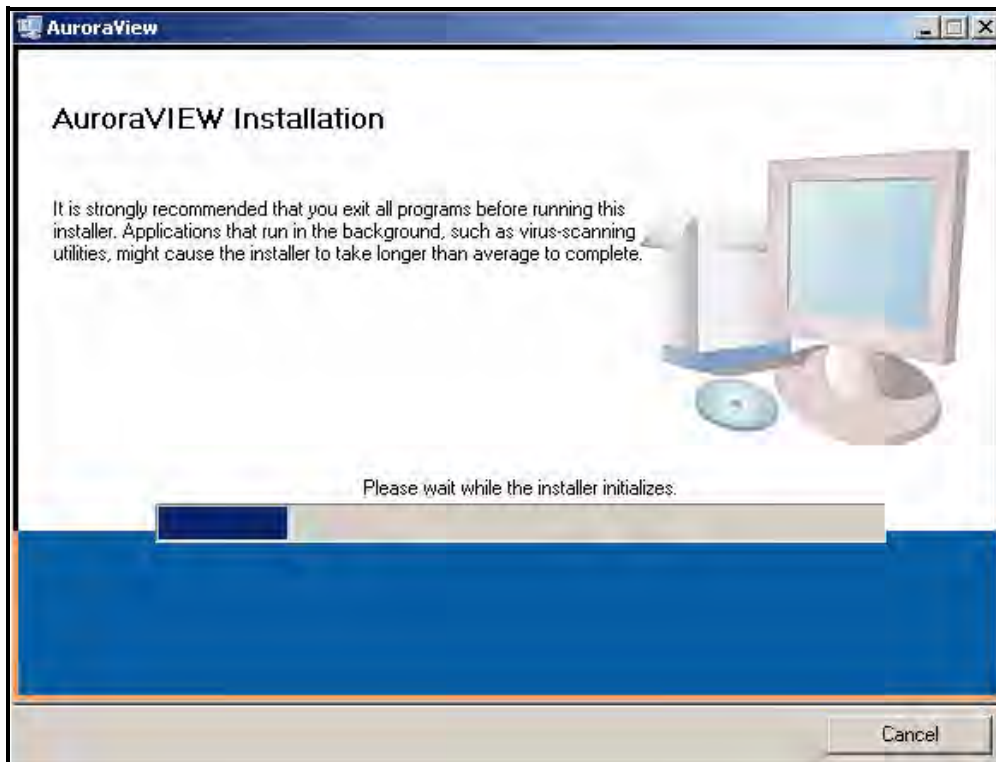 AuroraView
AuroraVIEW Installation
It is strongly recommended that you exit all programs before running this
installer. Applications that run in the background, such as virus-scanning
utilities, might cause the installer to take longer than average to complete.
Please wait while the installer initializes.
Cancel